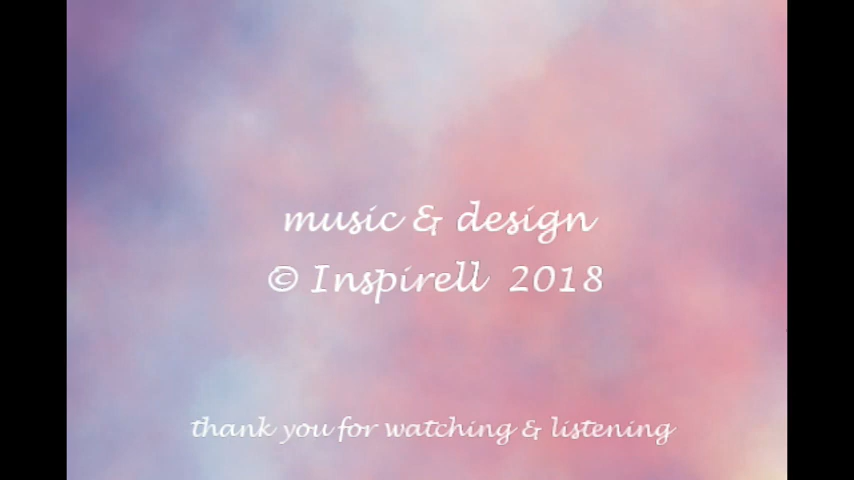 music & design
© Inspirell 2018
thank you for watching & listening